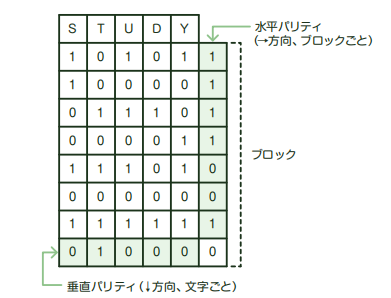 水平パリティ
(→方向、ブロックごと)
S T U D Y
1 0 1 0 1 1
1 0 0 0 0 1
0 1 1 1 0 1
0 0 0 0 1 1
1 1 1 0 1 0
0 0 0 0 0 0
1 1 1 1 1 1
0 1 0 0 0 0
ブロック
垂直パリティ(↓方向、文字ごと)